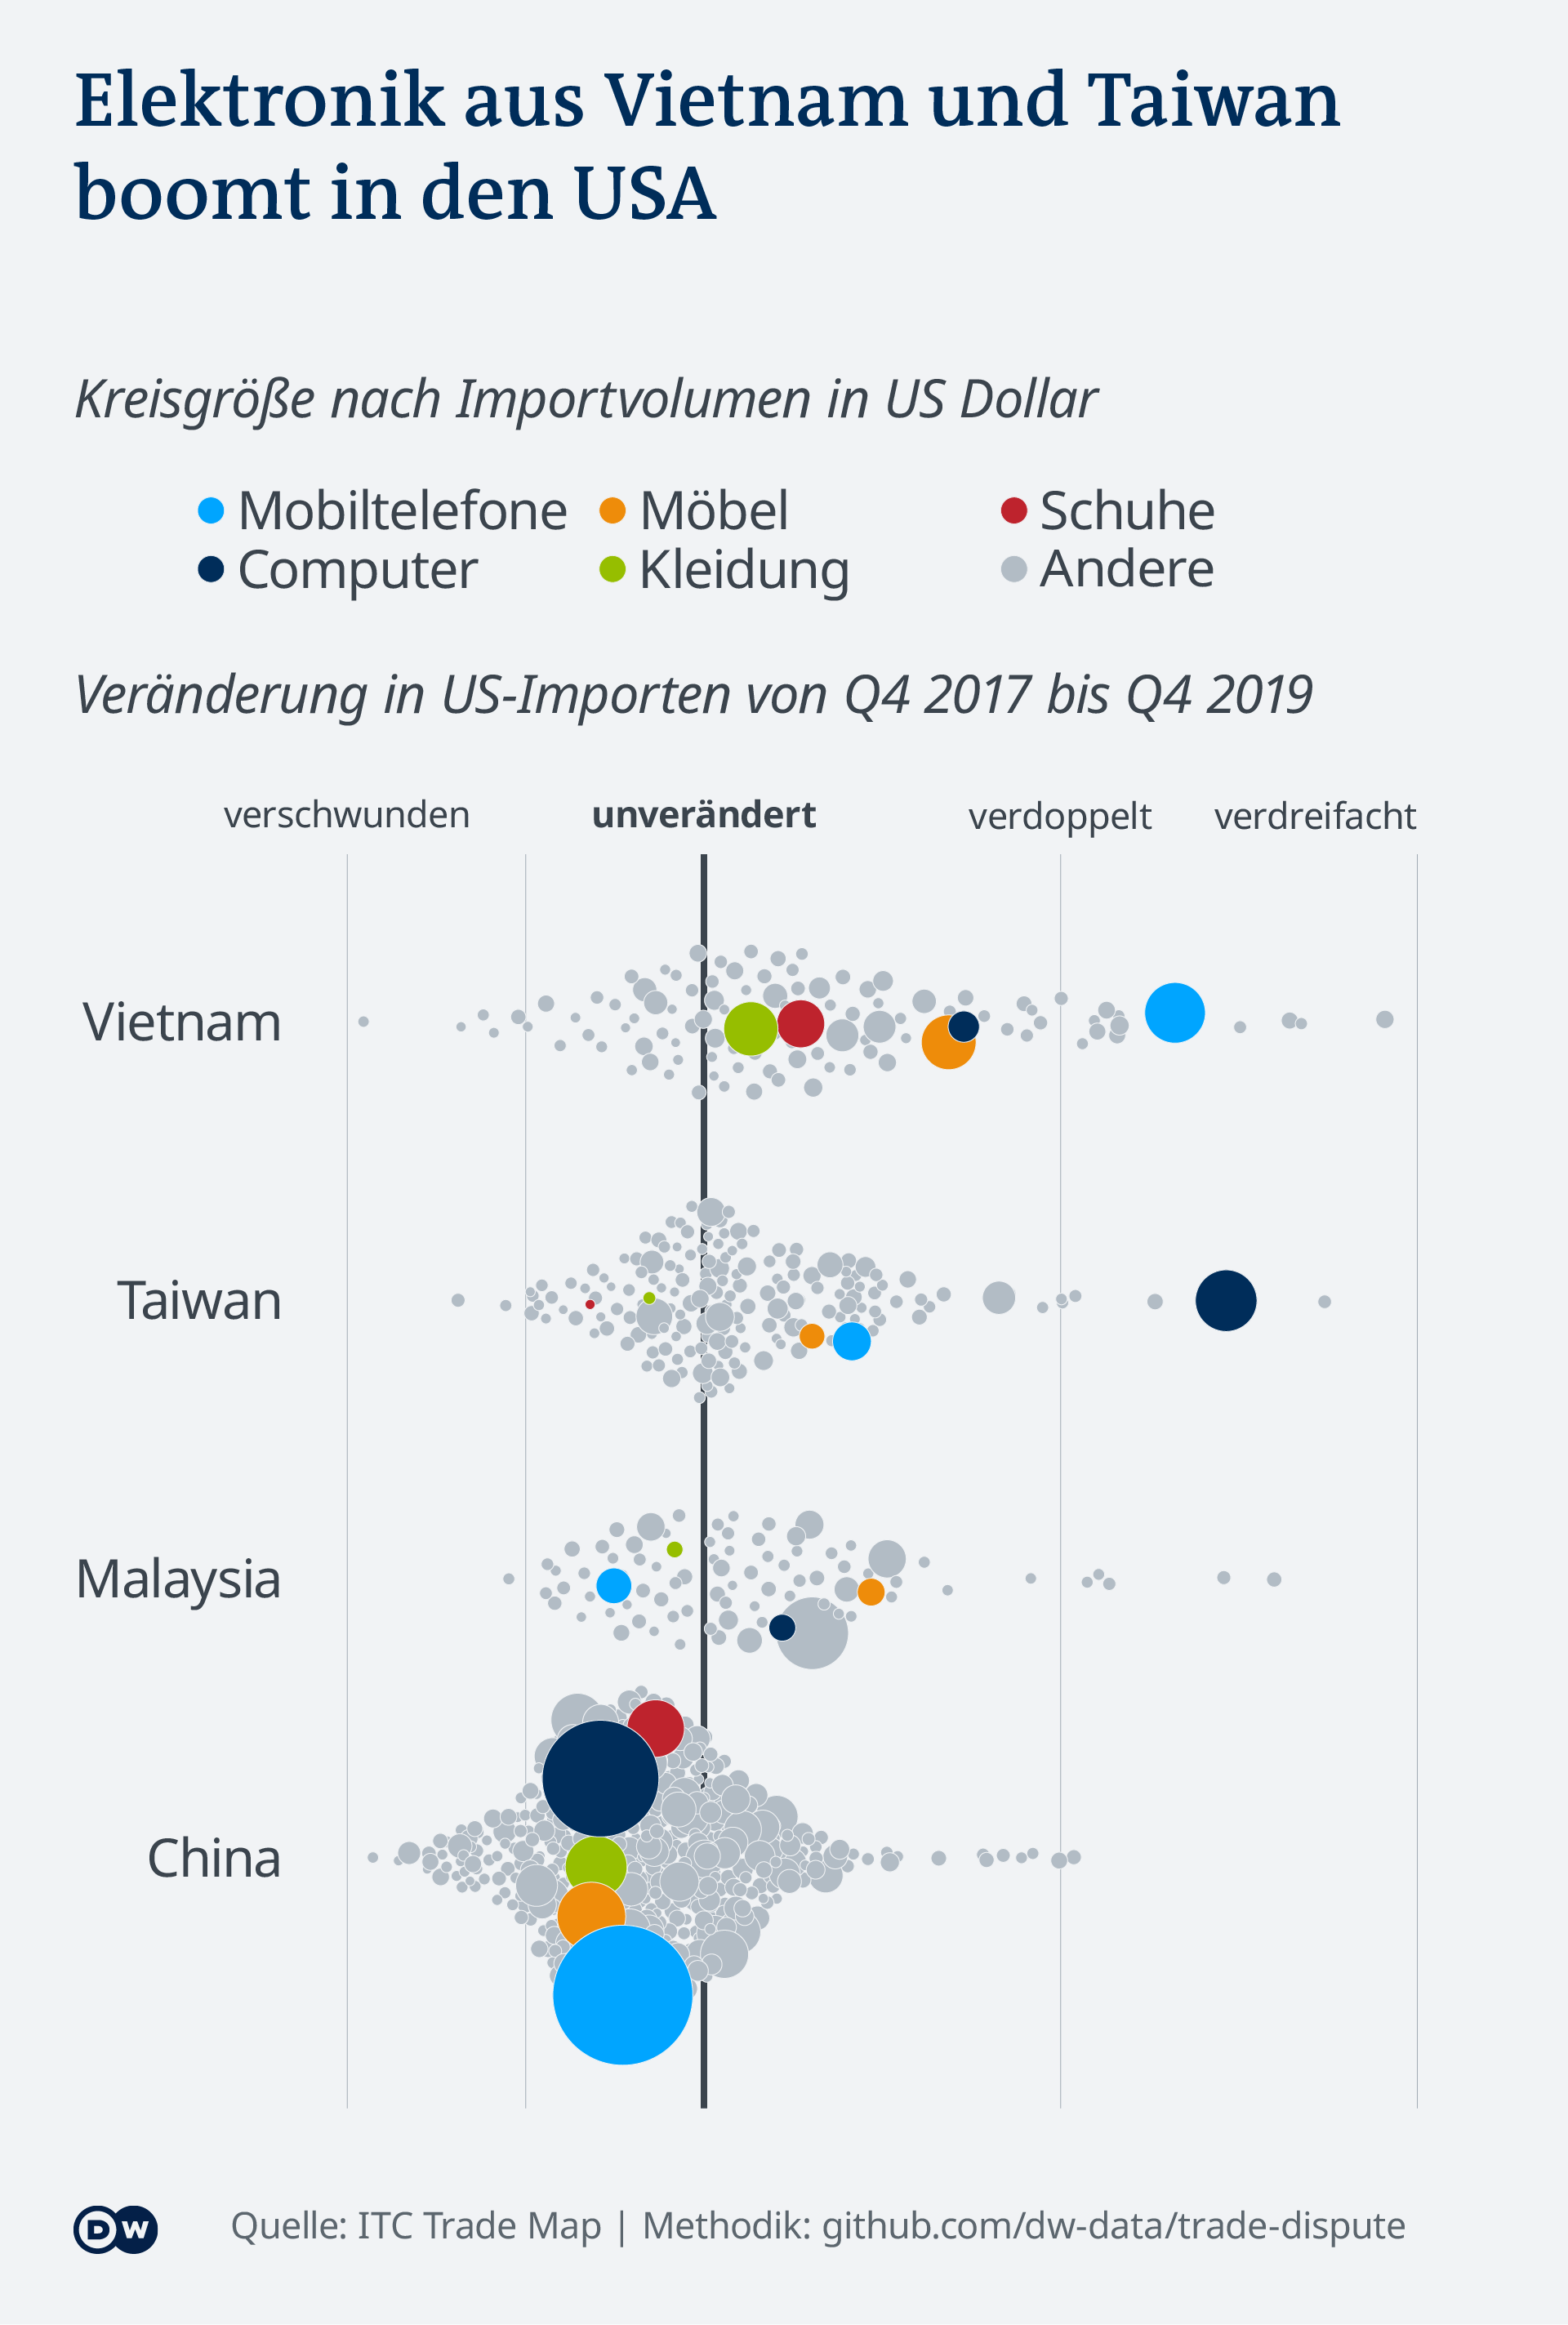 Elektronik aus Vietnam und Taiwan
boomt in den USA
Kreisgröße nach Importvolumen in US Dollar
Mobiltelefone Möbel Schuhe
Computer Kleidung Andere
Veränderung in US-Importen von Q4 2017 bis Q4 2019
verschwunden unverändert verdoppelt verdreifacht
Vietnam
Taiwan
Malaysia
China
DW Quelle: ITC Trade Map | Methodik: github.com/dw-data/trade-dispute